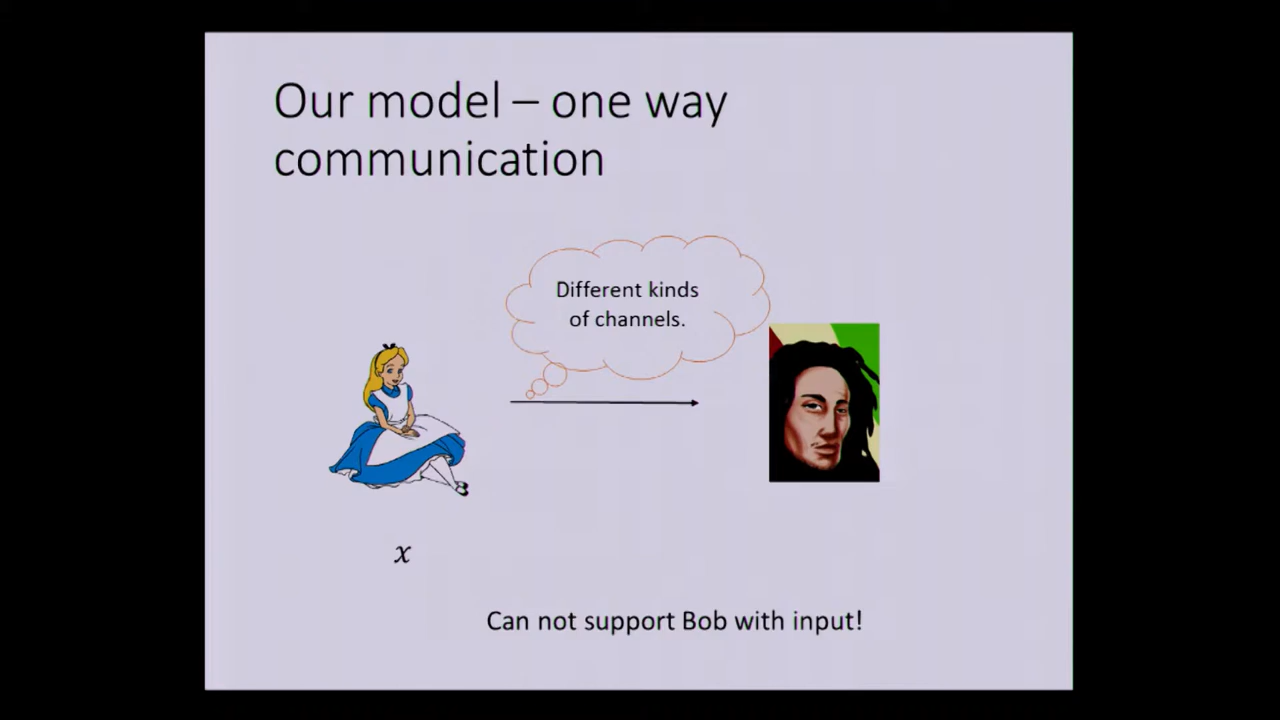 Our model – one way
communication
Different kinds
of channels.
x
Can not support Bob with input!